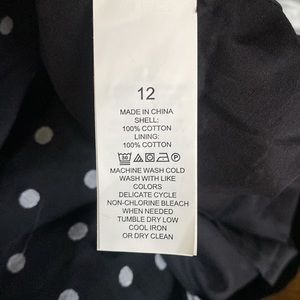 12
MADE IN CHINA
SHELL:
100% COTTON
LINING:
100% COTTON
MACHINE WASH COLD
WASH WITH LIKE
COLORS
DELICATE CYCLE
NON-CHLORINE BLEACH
WHEN NEEDED
TUMBLE DRY LOW
COOL IRON
OR DRY CLEAN